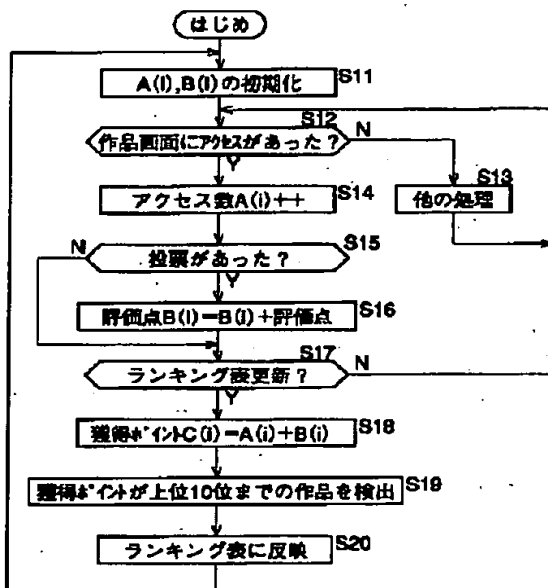 はじめ
A(i),B(i)の初期化 S11
S12
作品画面にアクセスがあった? N
Y
S13
他の処理
アクセス数A(i)++ S14
N 投票があった? S15
Y
評価点B(i)=B(i)+評価点 S16
S17
ランキング表更新? N
Y
獲得ポイントC(i)=A(i)+B(i) S18
獲得ポイントが上位10位までの作品を検出 S19
ランキング表に反映 S20